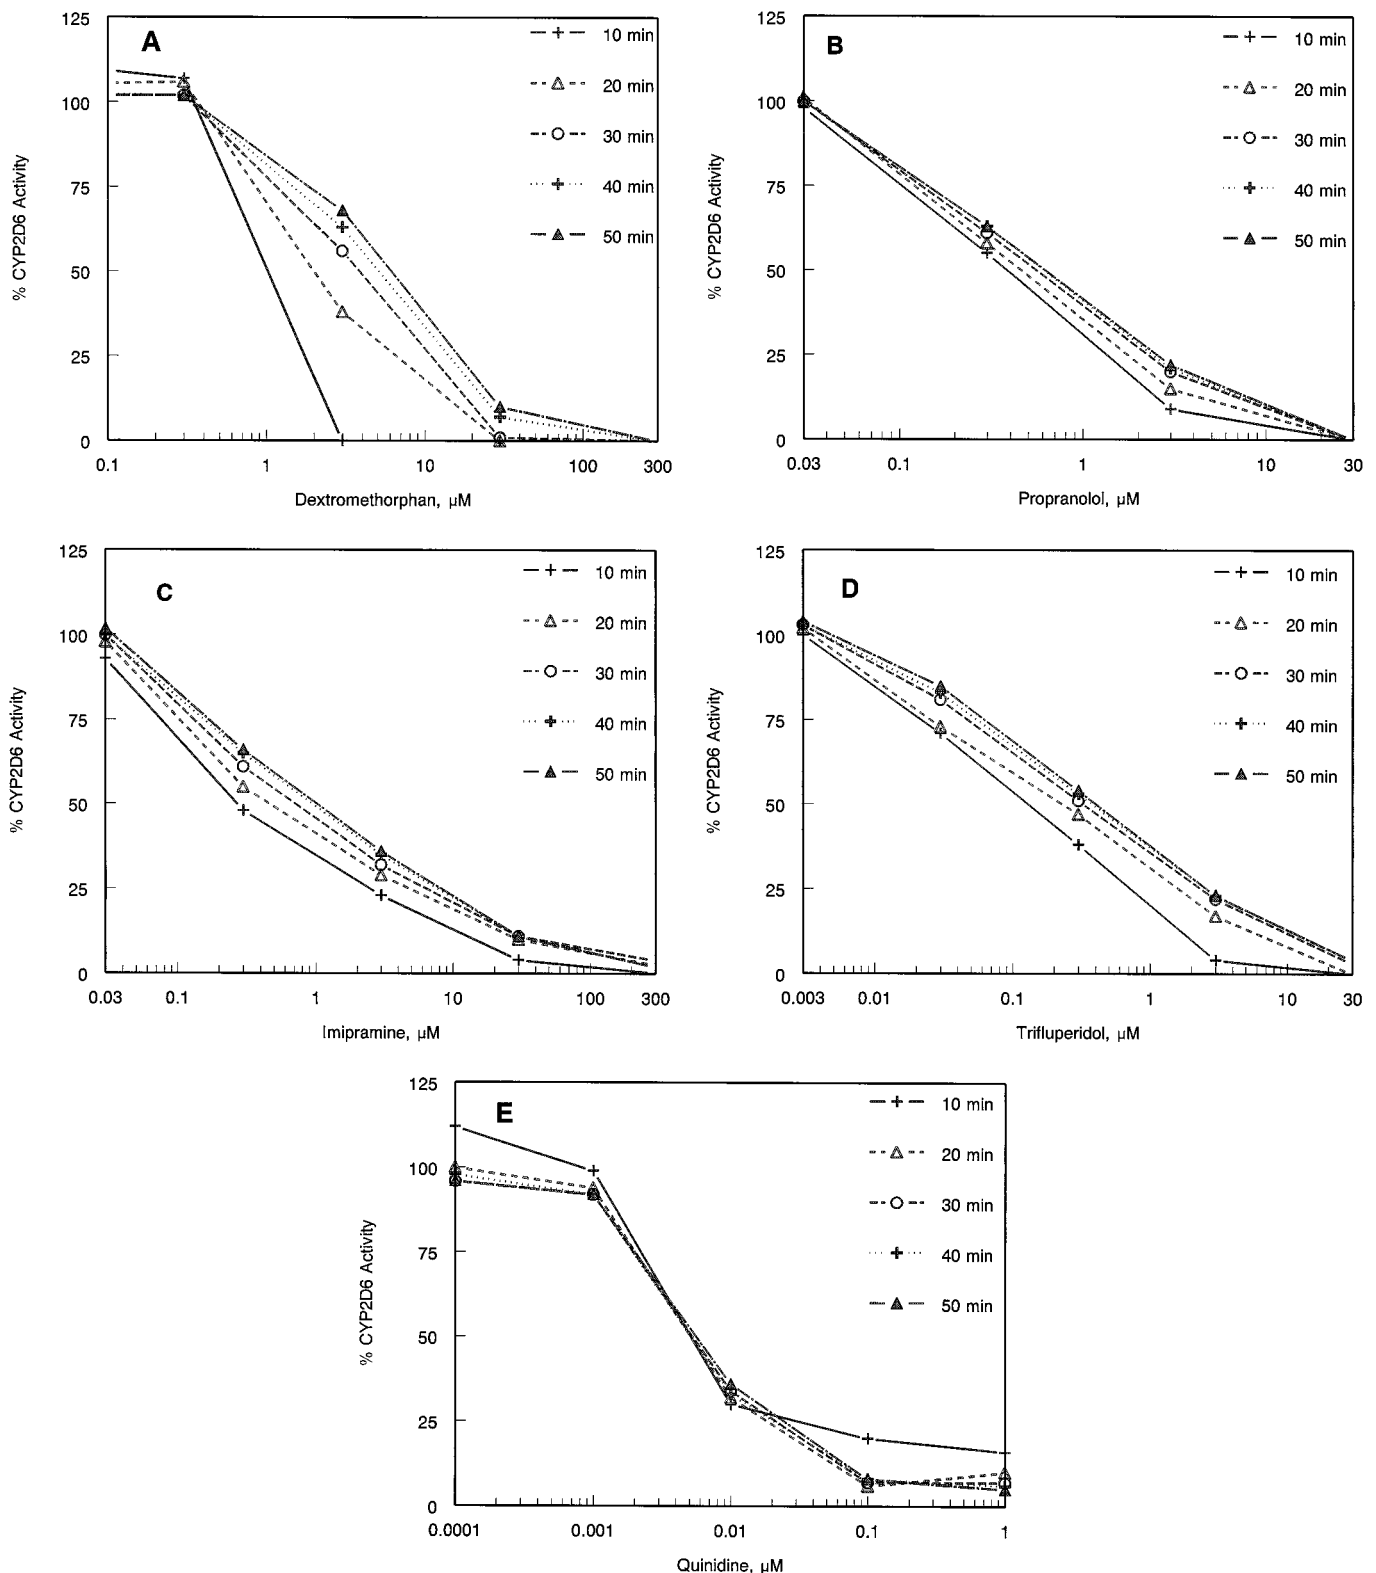 A
125
100
75
50
25
0
% CYP2D6 Activity
10 min
20 min
30 min
40 min
50 min
0.1 1 10 100 300
Dextromethorphan, µM
B
125
100
75
50
25
0
% CYP2D6 Activity
10 min
20 min
30 min
40 min
50 min
0.03 0.1 1 10 30
Propranolol, µM
C
125
100
75
50
25
0
% CYP2D6 Activity
10 min
20 min
30 min
40 min
50 min
0.03 0.1 1 10 100 300
Imipramine, µM
D
125
100
75
50
25
0
% CYP2D6 Activity
10 min
20 min
30 min
40 min
50 min
0.003 0.01 0.1 1 10 30
Trifluperidol, µM
E
125
100
75
50
25
0
% CYP2D6 Activity
10 min
20 min
30 min
40 min
50 min
0.0001 0.001 0.01 0.1 1
Quinidine, µM